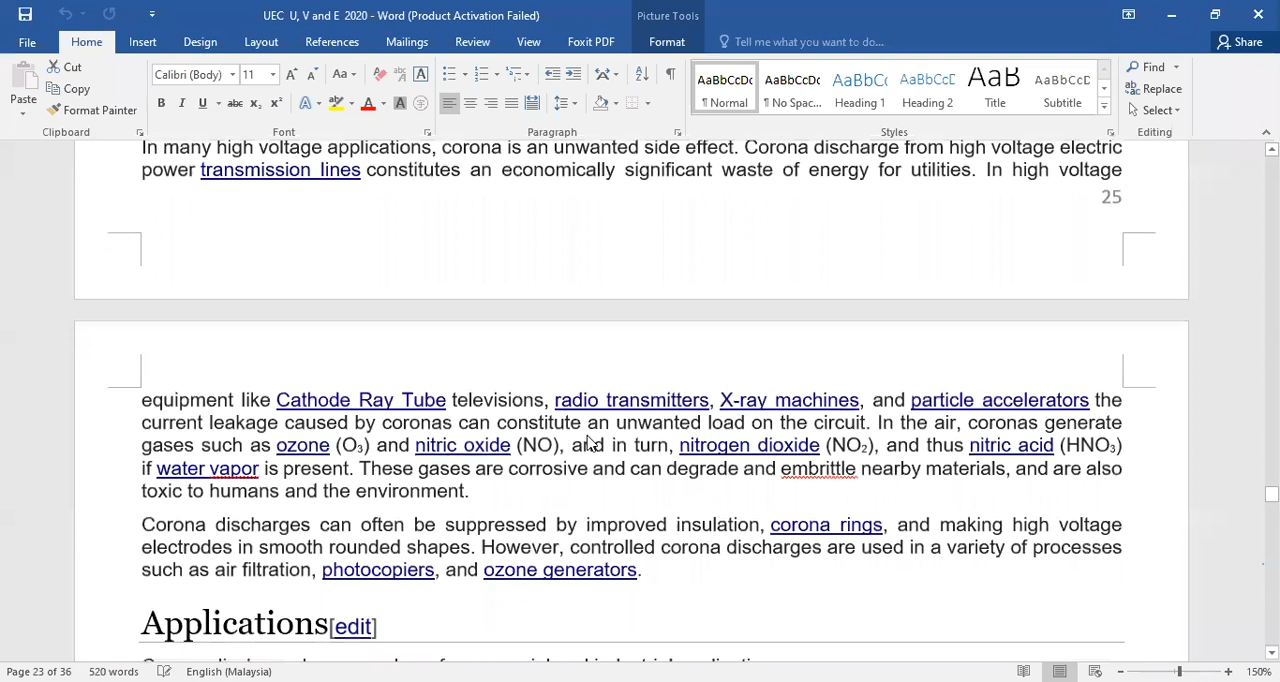 UEC U, V and E 2020 - Word (Product Activation Failed)
Picture Tools
File Home Insert Design Layout References Mailings Review View Foxit PDF Format Tell me what you want to do... Share
Paste
Cut
Copy
Format Painter
Calibri (Body) 11
AaBbCcDc AaBbCcDc AaBbCc AaBbCcD AaB AaBbCcD
¶ Normal ¶ No Spac... Heading 1 Heading 2 Title Subtitle
Find
Replace
Select
Clipboard Font Paragraph Styles Editing
In many high voltage applications, corona is an unwanted side effect. Corona discharge from high voltage electric
power transmission lines constitutes an economically significant waste of energy for utilities. In high voltage
25
equipment like Cathode Ray Tube televisions, radio transmitters, X-ray machines, and particle accelerators the
current leakage caused by coronas can constitute an unwanted load on the circuit. In the air, coronas generate
gases such as ozone (O₃) and nitric oxide (NO), and in turn, nitrogen dioxide (NO₂), and thus nitric acid (HNO₃)
if water vapor is present. These gases are corrosive and can degrade and embrittle nearby materials, and are also
toxic to humans and the environment.
Corona discharges can often be suppressed by improved insulation, corona rings, and making high voltage
electrodes in smooth rounded shapes. However, controlled corona discharges are used in a variety of processes
such as air filtration, photocopiers, and ozone generators.
Applications[edit]
Page 23 of 36 520 words English (Malaysia) 150%